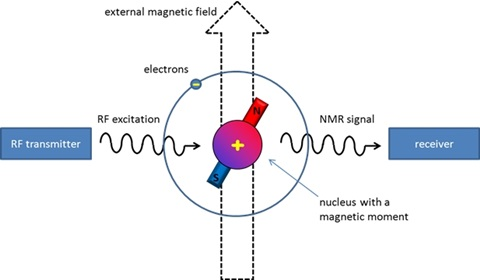 external magnetic field
electrons
RF excitation
NMR signal
RF transmitter
receiver
N
+
S
nucleus with a
magnetic moment